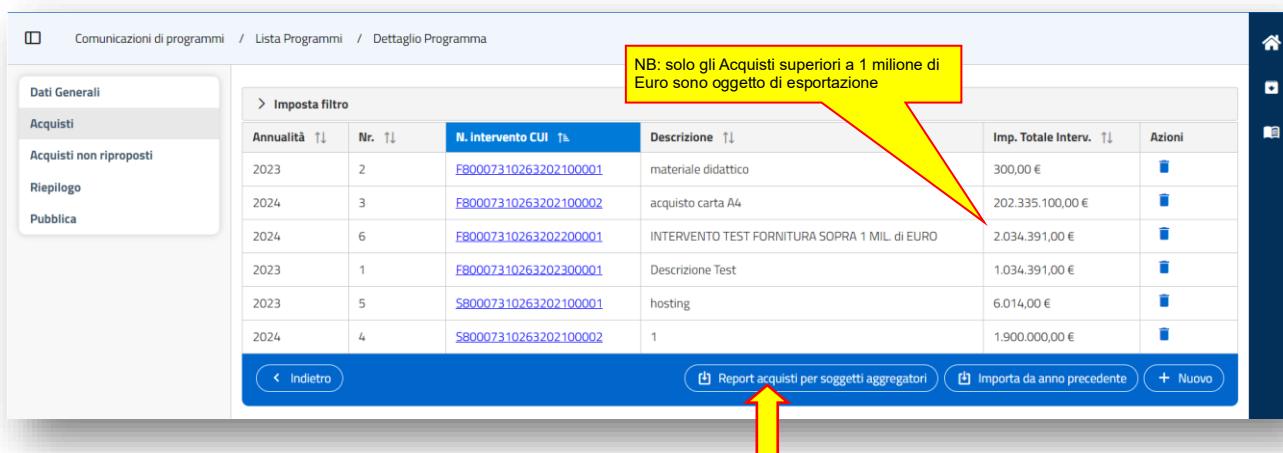 Comunicazioni di programmi / Lista Programmi / Dettaglio Programma
NB: solo gli Acquisti superiori a 1 milione di
Euro sono oggetto di esportazione
Dati Generali
Acquisti
Acquisti non riproposti
Riepilogo
Pubblica
> Imposta filtro
Annualità Nr. N. intervento CUI Descrizione Imp. Totale Interv. Azioni
2023 2 F80007310263202100001 materiale didattico 300,00 €
2024 3 F80007310263202100002 acquisto carta A4 202.335.100,00 €
2024 6 F80007310263202200001 INTERVENTO TEST FORNITURA SOPRA 1 MIL. di EURO 2.034.391,00 €
2023 1 F80007310263202300001 Descrizione Test 1.034.391,00 €
2023 5 S80007310263202100001 hosting 6.014,00 €
2024 4 S80007310263202100002 1 1.900.000,00 €
< Indietro Report acquisti per soggetti aggregatori Importa da anno precedente + Nuovo